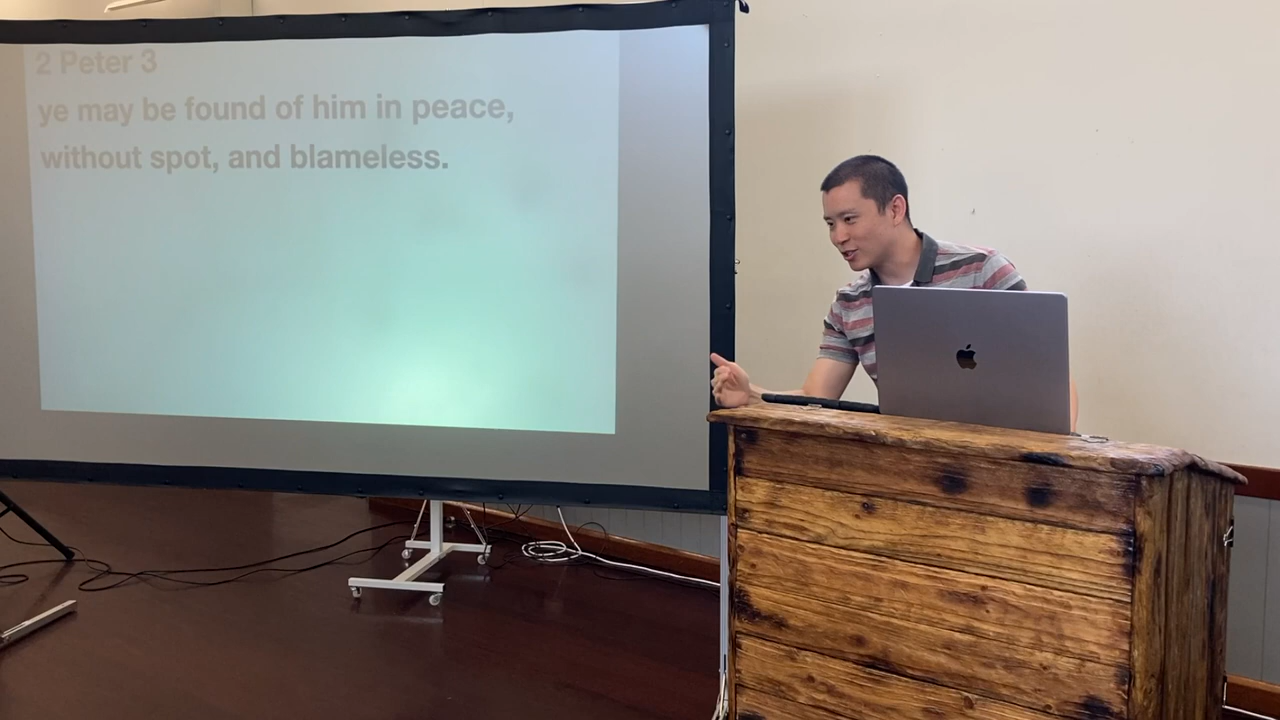 2 Peter 3
ye may be found of him in peace,
without spot, and blameless.